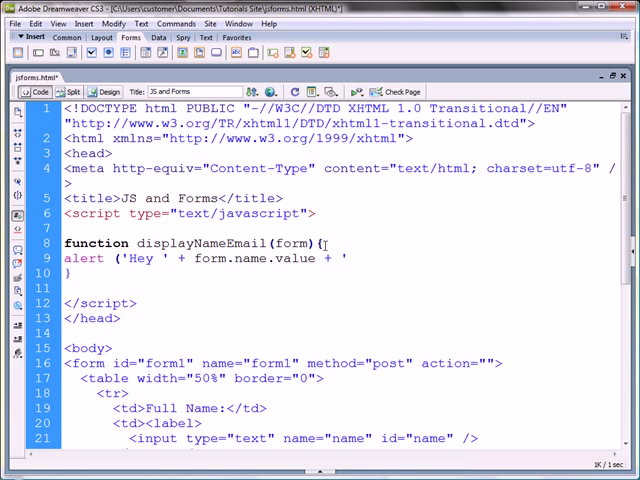 Adobe Dreamweaver CS3 - [C:\Users\customer\Documents\Tutorials Site\jsforms.html (XHTML)*]
File Edit View Insert Modify Text Commands Site Window Help
Insert Common Layout Forms Data Spry Text Favorites
jsforms.html*
Code Split Design Title: JS and Forms Check Page
1 <!DOCTYPE html PUBLIC "-//W3C//DTD XHTML 1.0 Transitional//EN"
"http://www.w3.org/TR/xhtml1/DTD/xhtml1-transitional.dtd">
2 <html xmlns="http://www.w3.org/1999/xhtml">
3 <head>
4 <meta http-equiv="Content-Type" content="text/html; charset=utf-8" /
>
5 <title>JS and Forms</title>
6 <script type="text/javascript">
7
8 function displayNameEmail(form){
9 alert ('Hey ' + form.name.value + '
10 }
11
12 </script>
13 </head>
14
15 <body>
16 <form id="form1" name="form1" method="post" action="">
17 <table width="50%" border="0">
18 <tr>
19 <td>Full Name:</td>
20 <td><label>
21 <input type="text" name="name" id="name" />
1K / 1 sec